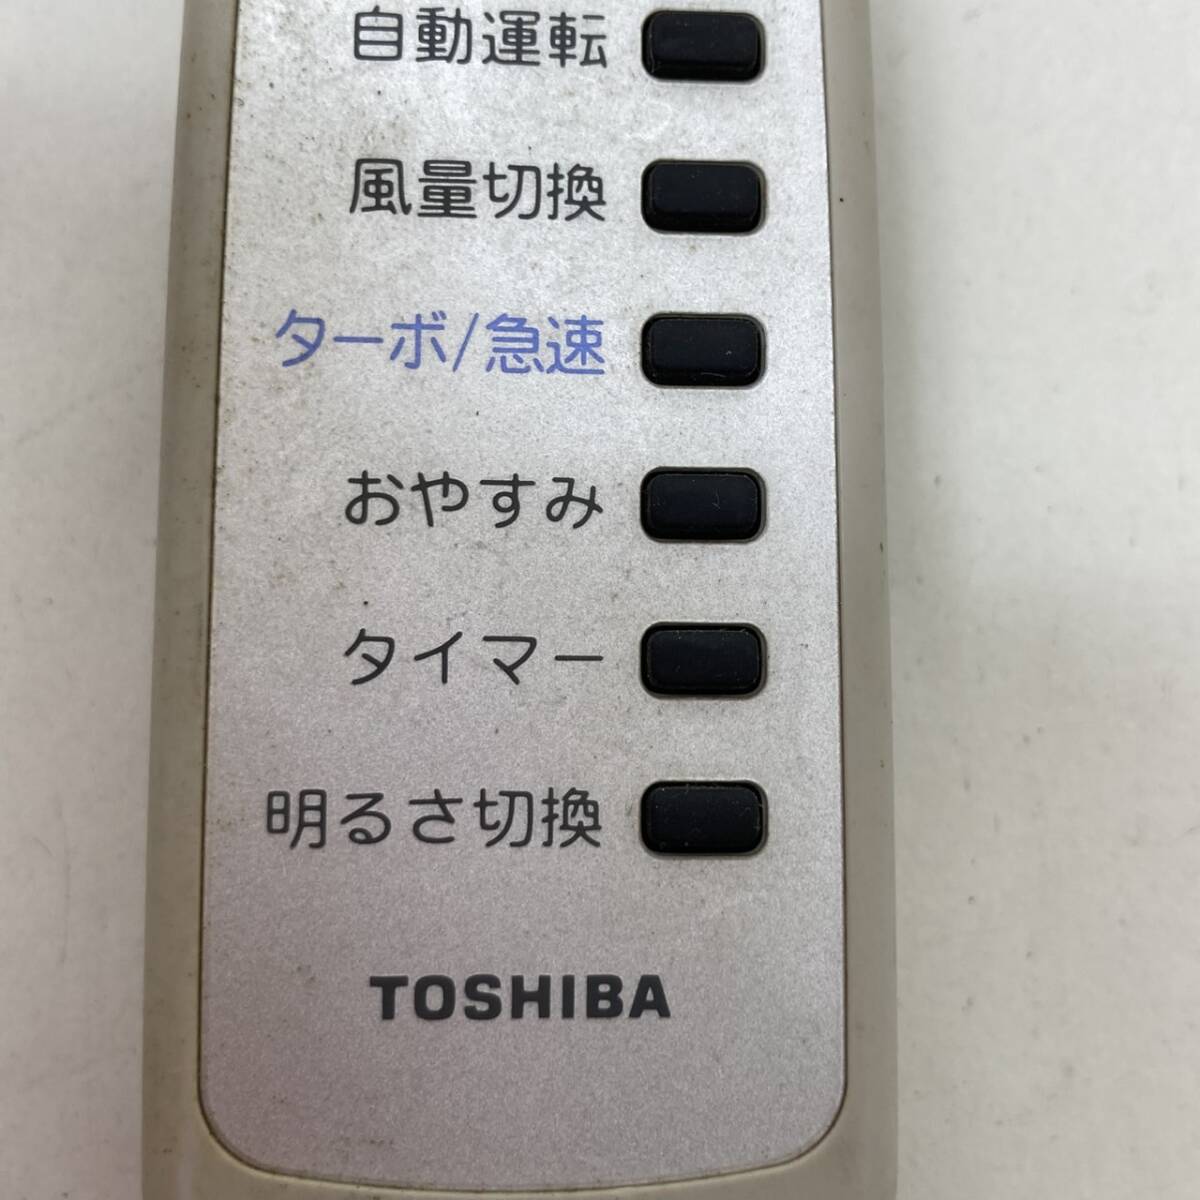 自動運転
風量切換
ターボ/急速
おやすみ
タイマー
明るさ切換
TOSHIBA